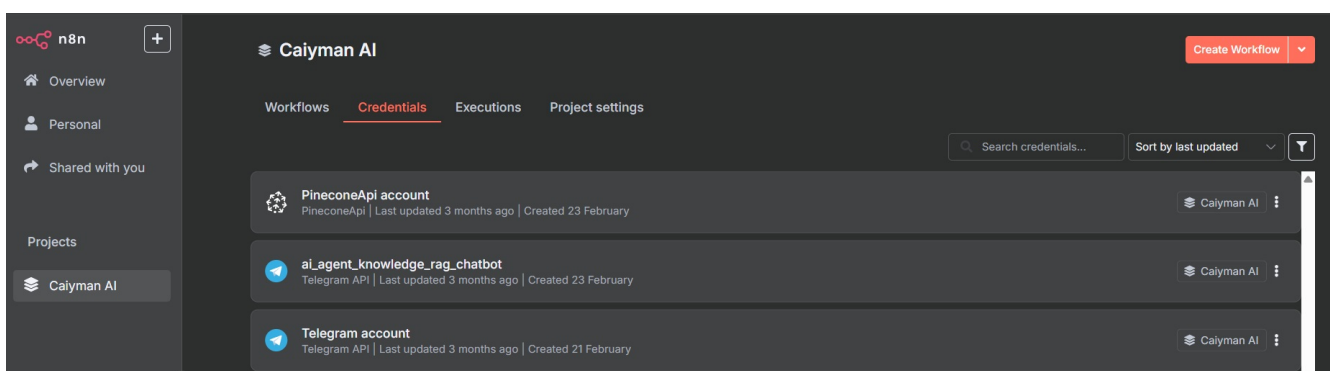 n8n
+
Overview
Personal
Shared with you
Projects
Caiyman AI
Caiyman AI
Create Workflow
Workflows Credentials Executions Project settings
Search credentials... Sort by last updated
PineconeApi account
PineconeApi | Last updated 3 months ago | Created 23 February
Caiyman AI
ai_agent_knowledge_rag_chatbot
Telegram API | Last updated 3 months ago | Created 23 February
Caiyman AI
Telegram account
Telegram API | Last updated 3 months ago | Created 21 February
Caiyman AI